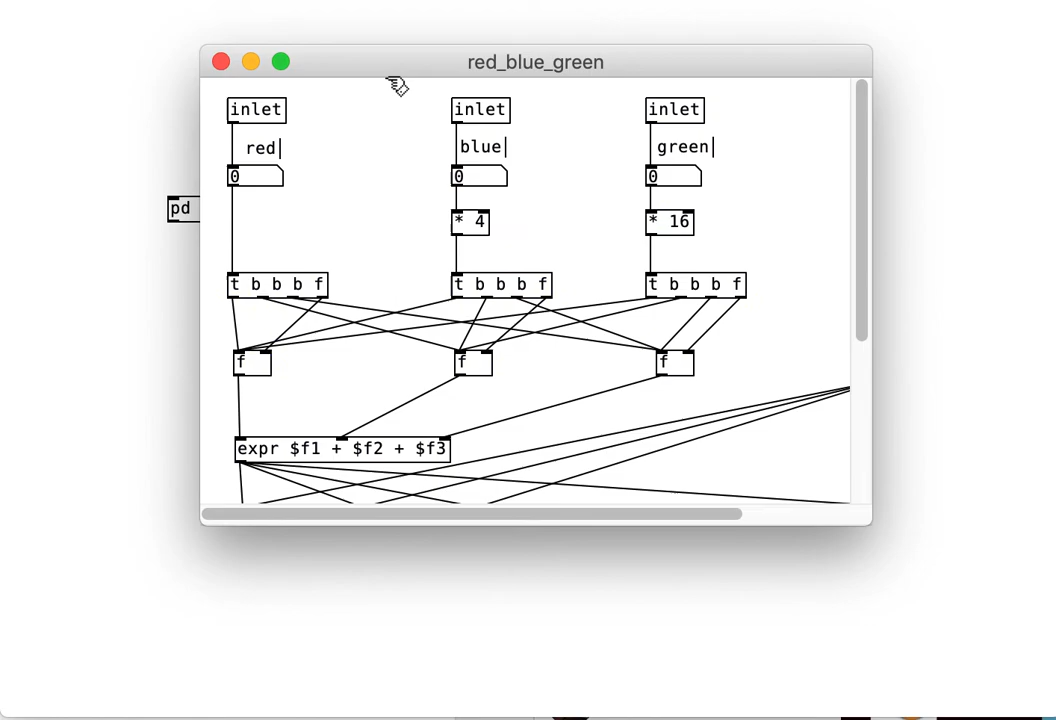 red_blue_green
inlet inlet inlet
red blue green
0 0 0
pd
* 4 * 16
t b b b f t b b b f t b b b f
f f f
expr $f1 + $f2 + $f3